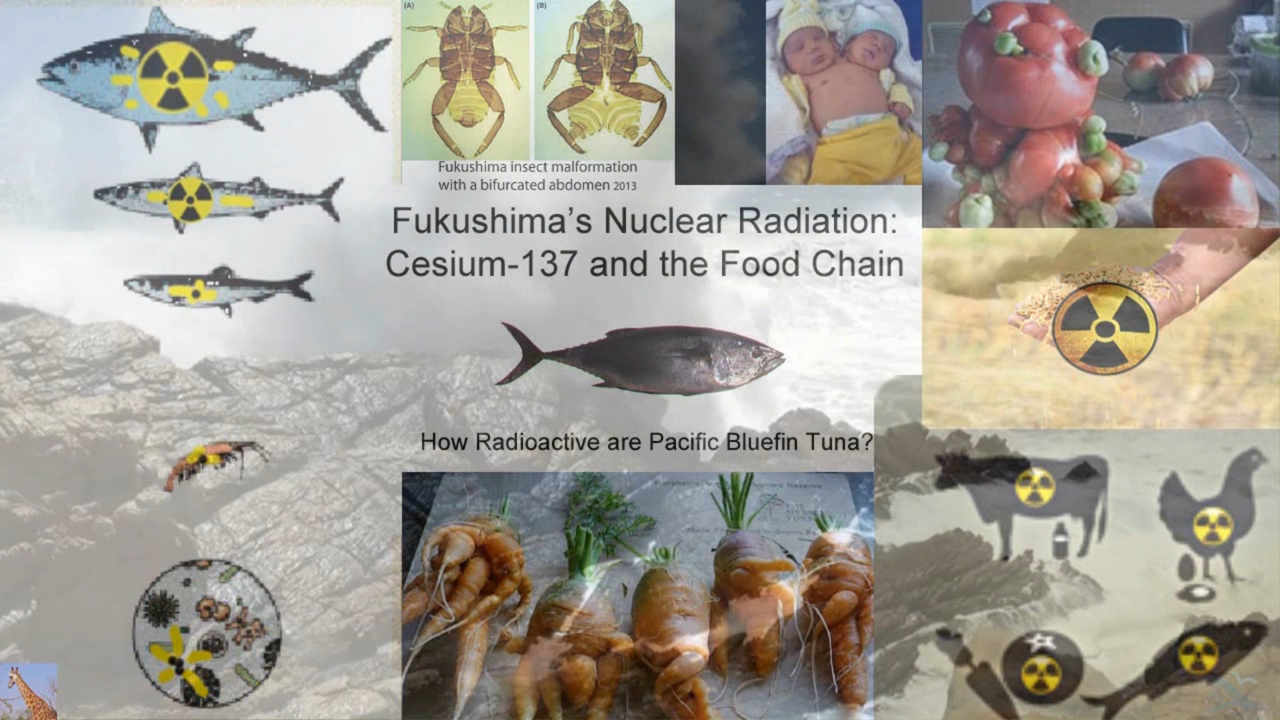 (A)
(B)
Fukushima insect malformation
with a bifurcated abdomen 2013
Fukushima's Nuclear Radiation:
Cesium-137 and the Food Chain
How Radioactive are Pacific Bluefin Tuna?